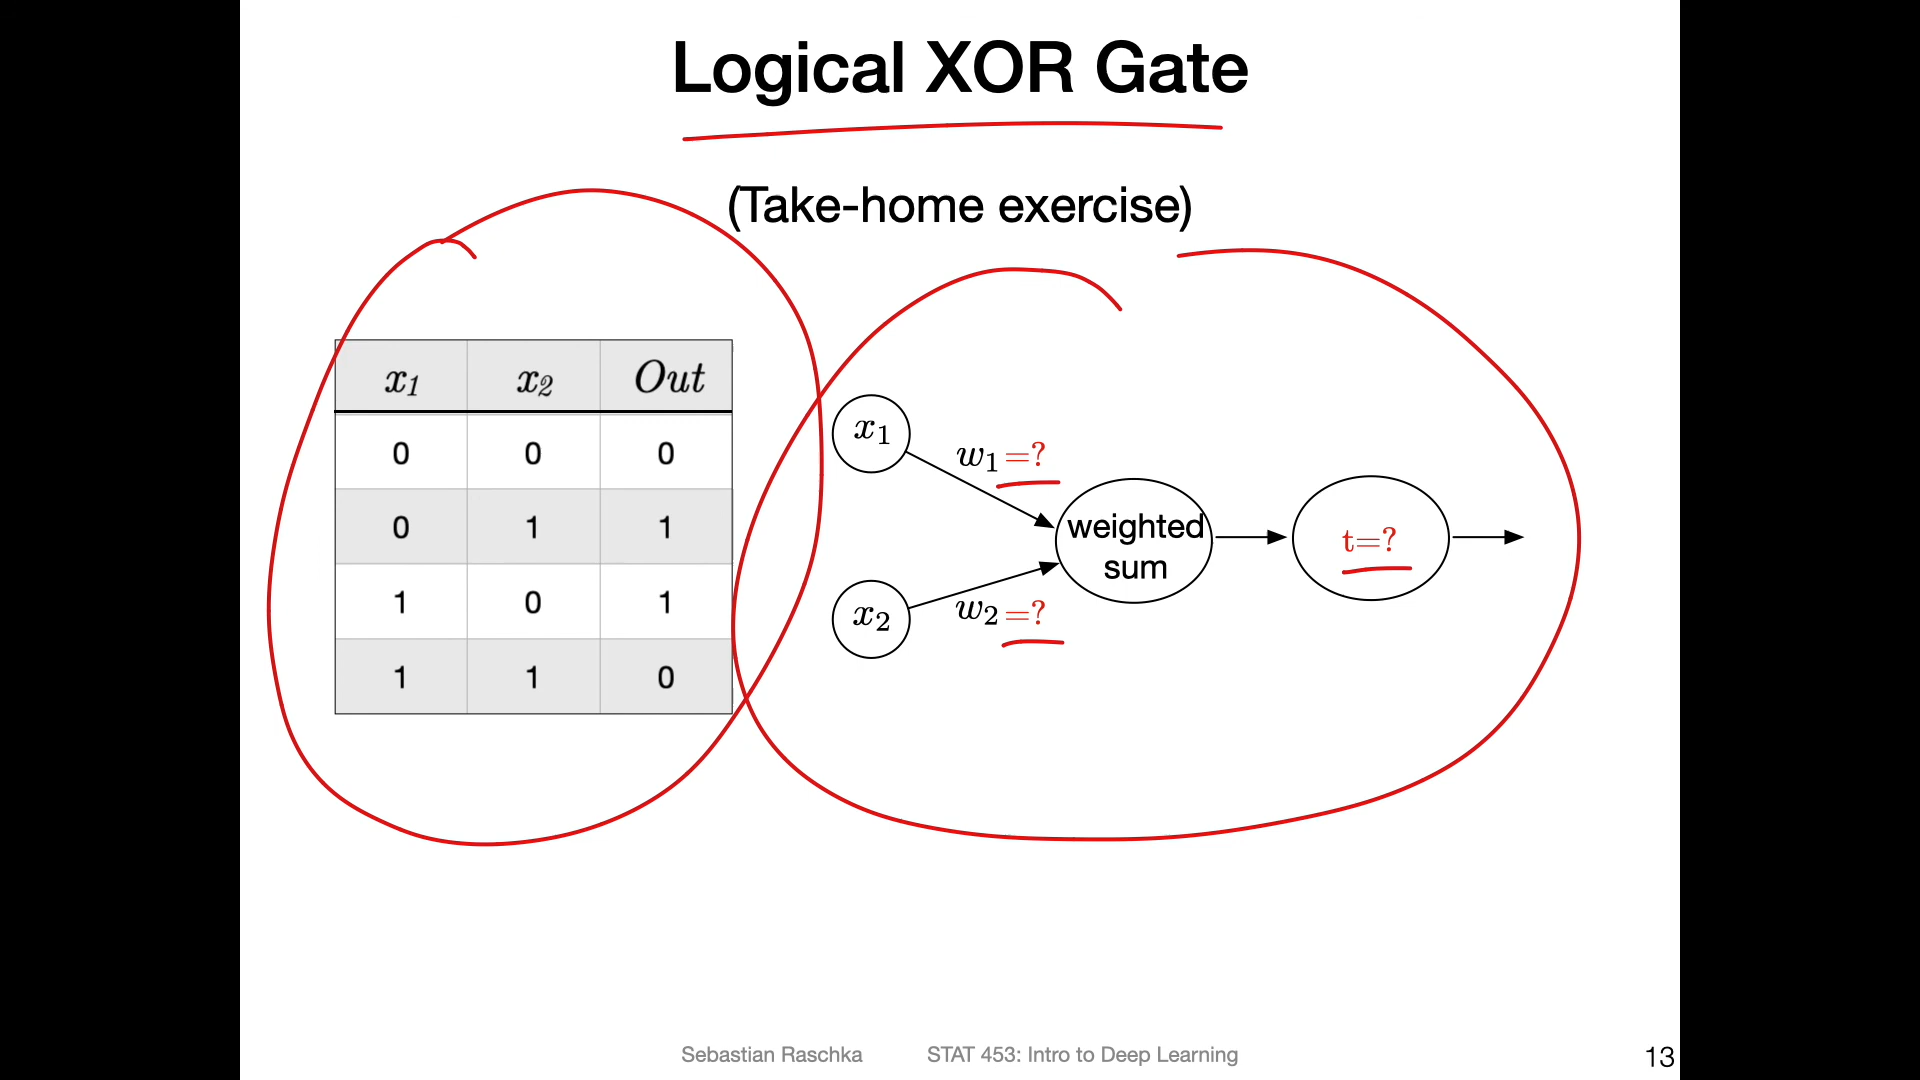 Logical XOR Gate
(Take-home exercise)
x1 x2 Out
0 0 0
0 1 1
1 0 1
1 1 0
x1
w1 =?
weighted
sum
t=?
x2
w2 =?
Sebastian Raschka STAT 453: Intro to Deep Learning 13